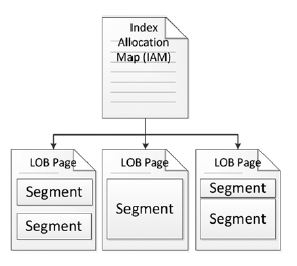 Index
Allocation
Map (IAM)
LOB Page
Segment
Segment
LOB Page
Segment
LOB Page
Segment
Segment